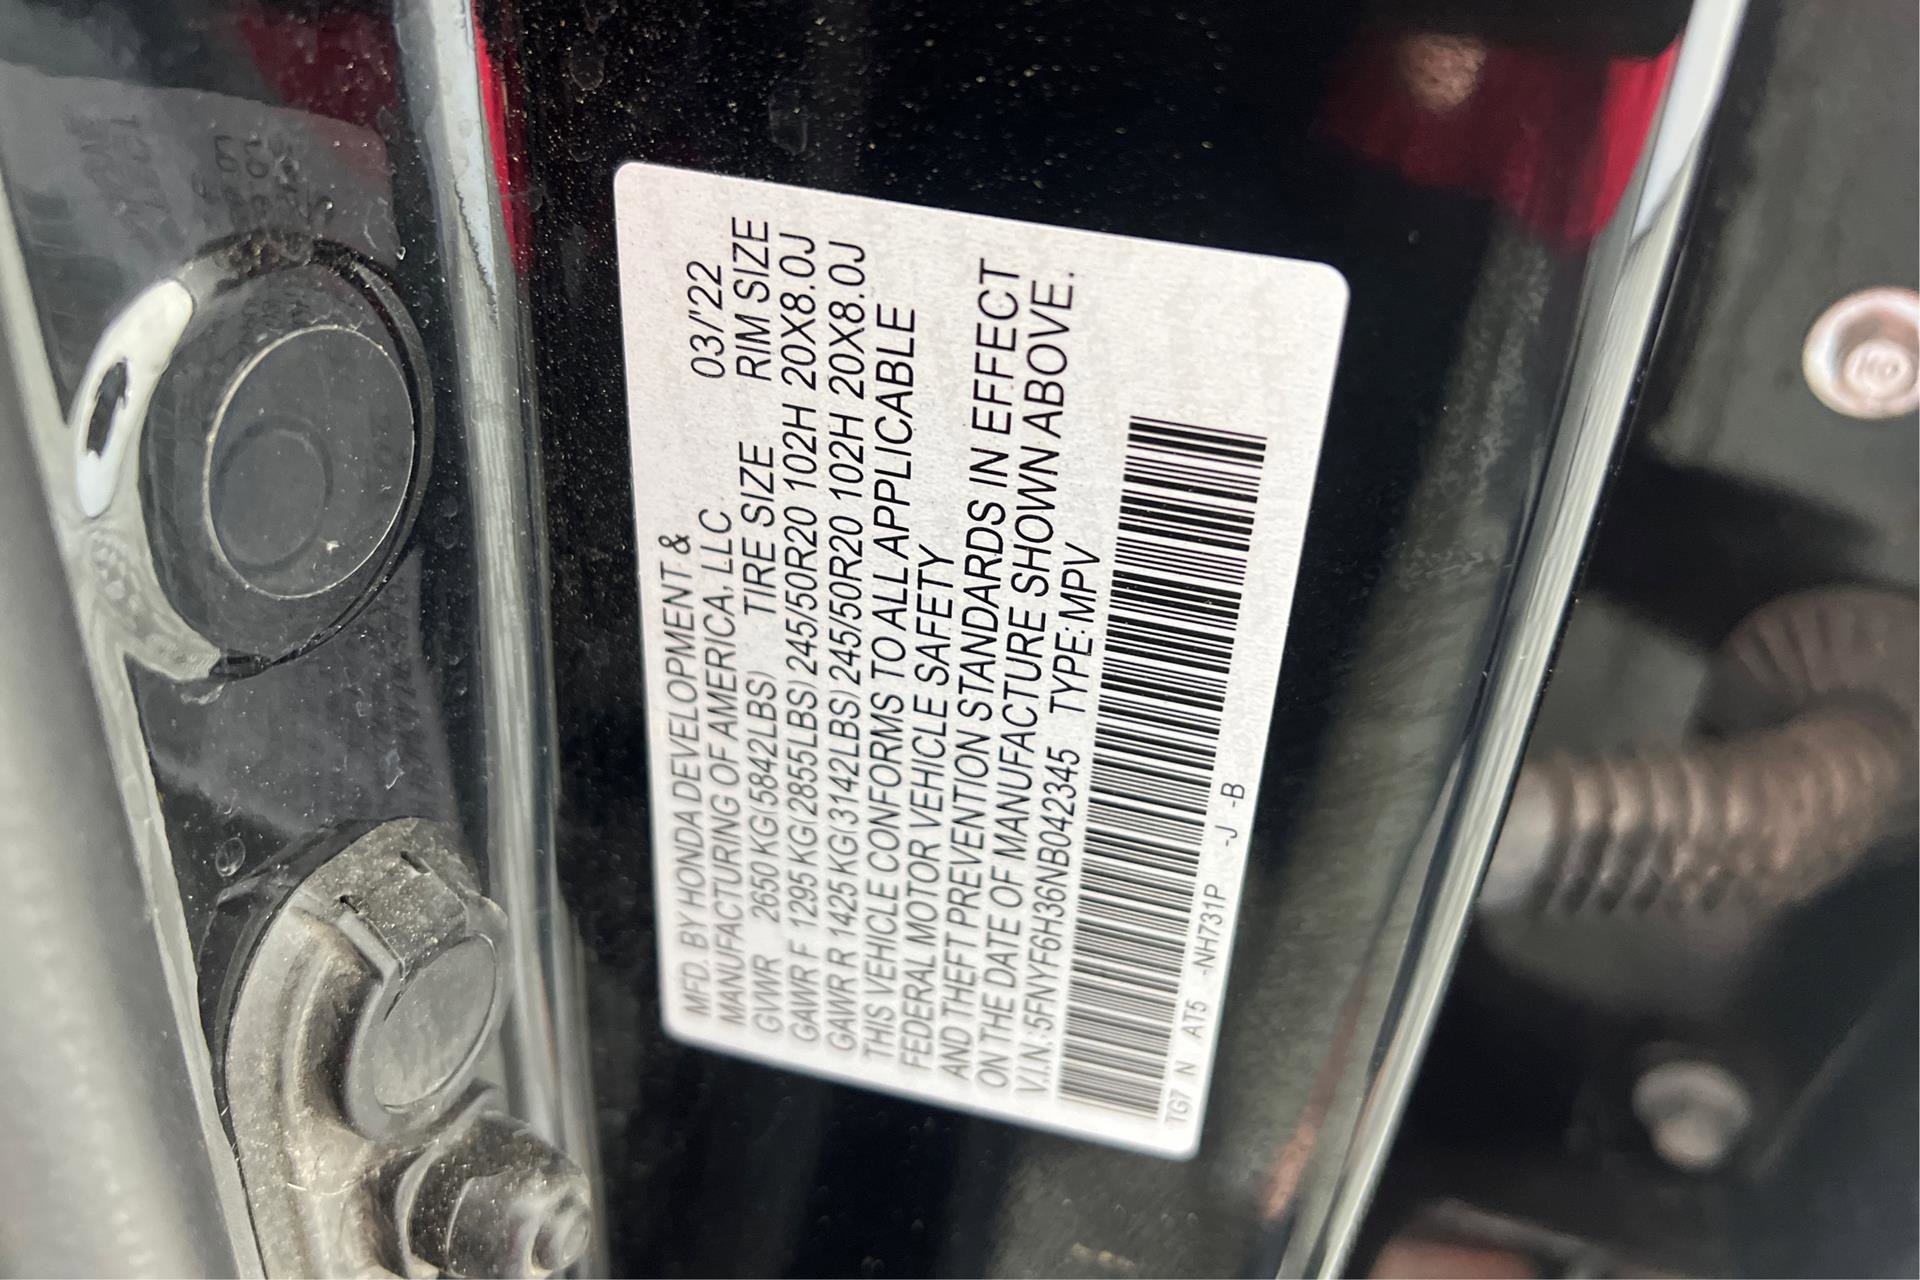 MFD. BY HONDA DEVELOPMENT & 03/'22
MANUFACTURING OF AMERICA, LLC.
GVWR 2650 KG(5842LBS) TIRE SIZE RIM SIZE
GAWR F 1295 KG(2855LBS) 245/50R20 102H 20X8.0J
GAWR R 1425 KG(3142LBS) 245/50R20 102H 20X8.0J
THIS VEHICLE CONFORMS TO ALL APPLICABLE
FEDERAL MOTOR VEHICLE SAFETY
AND THEFT PREVENTION STANDARDS IN EFFECT
ON THE DATE OF MANUFACTURE SHOWN ABOVE.
V.I.N. 5FNYF6H36NB042345 TYPE: MPV
TG7 N AT5 -NH731P -J -B